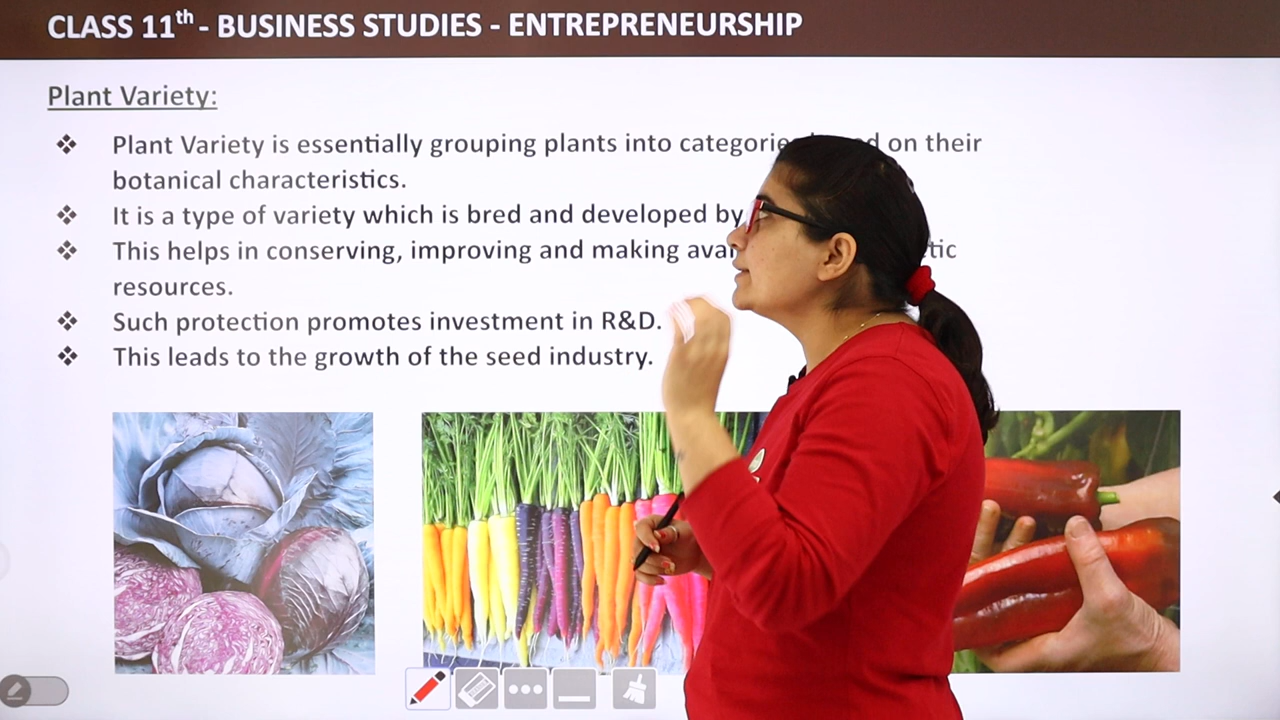 CLASS 11th - BUSINESS STUDIES - ENTREPRENEURSHIP
Plant Variety:
❖ Plant Variety is essentially grouping plants into categorie on their
botanical characteristics.
❖ It is a type of variety which is bred and developed by
❖ This helps in conserving, improving and making
resources.
❖ Such protection promotes investment in R&D.
❖ This leads to the growth of the seed industry.